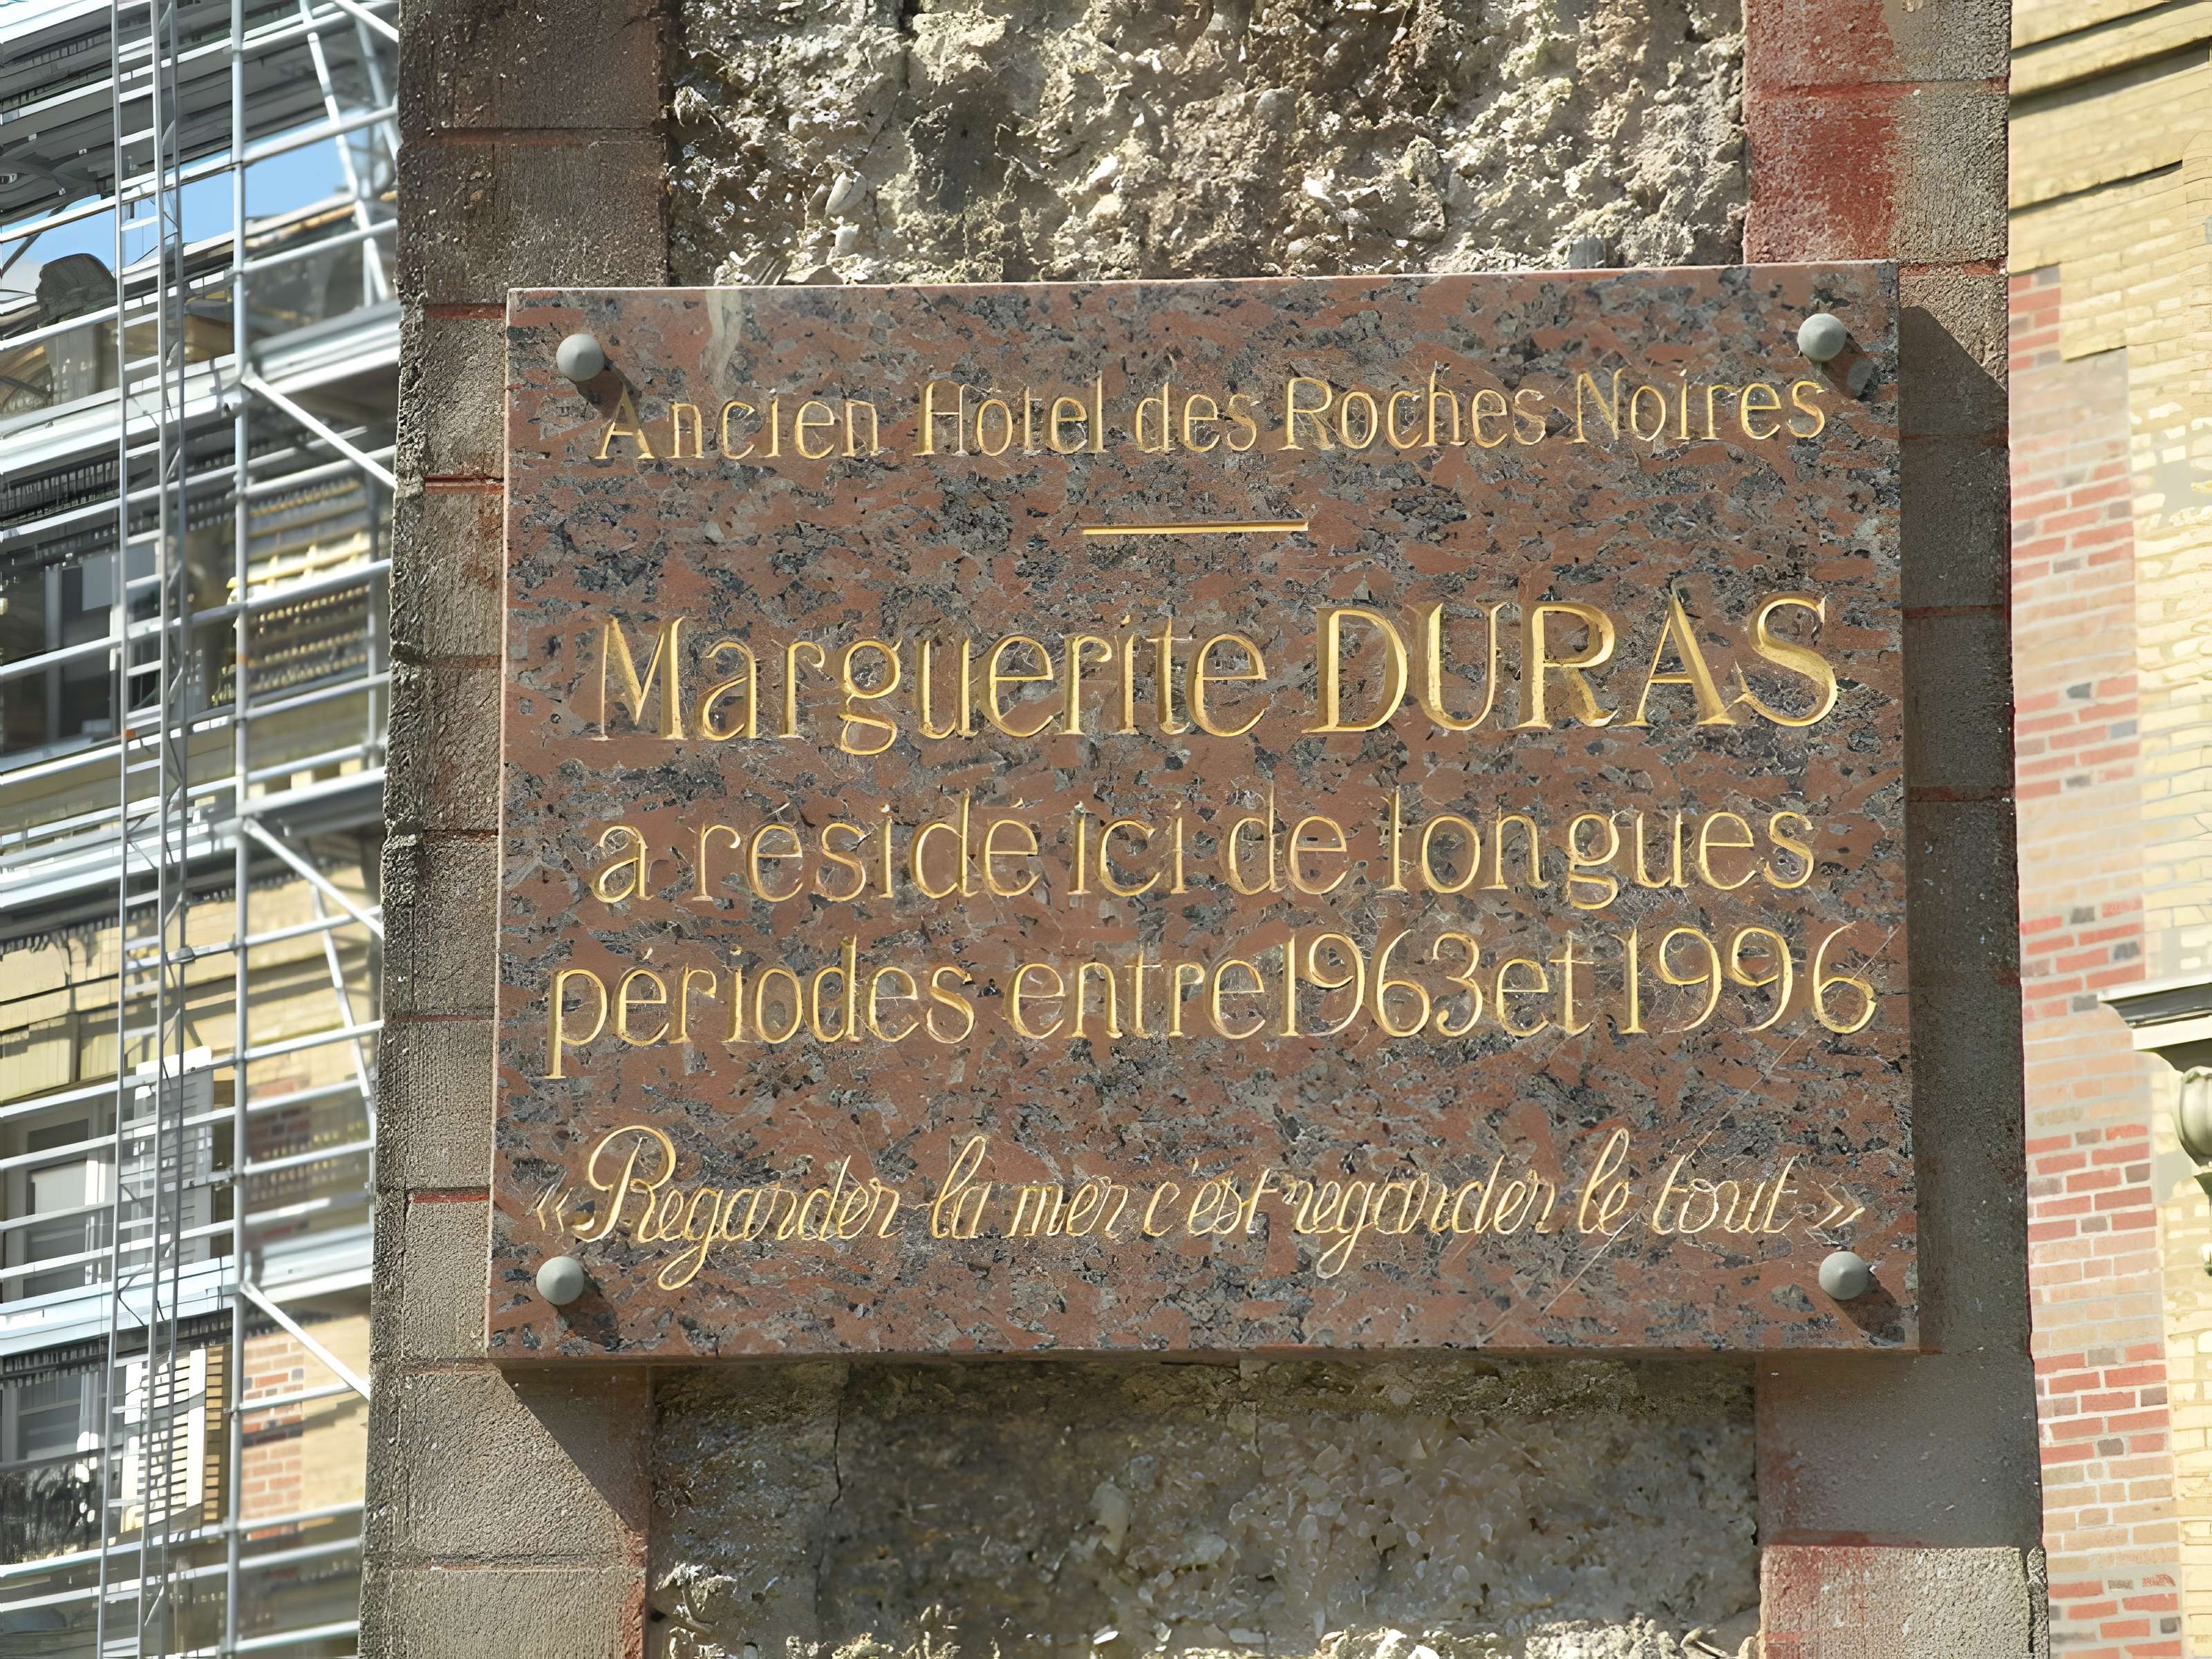 Ancien Hôtel des Roches Noires
Marguerite DURAS
a résidé ici de longues
périodes entre 1963 et 1996
« Regarder la mer c'est regarder le tout »